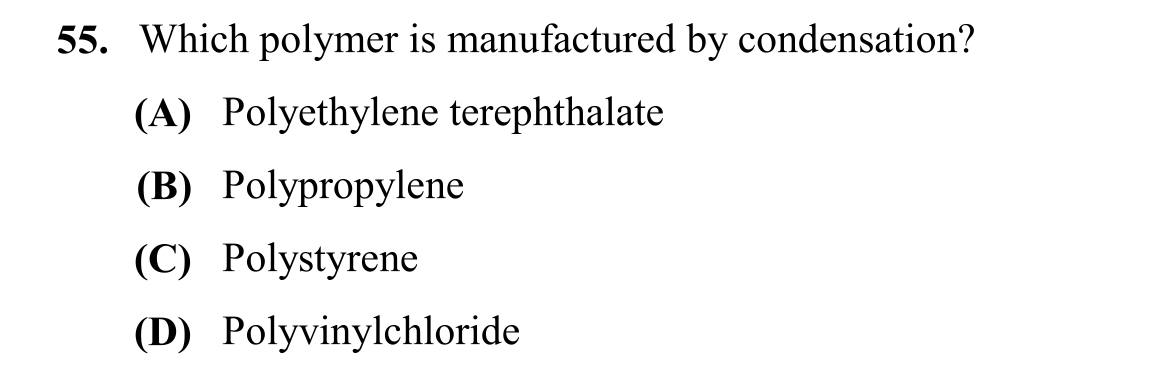 55. Which polymer is manufactured by condensation?
(A) Polyethylene terephthalate
(B) Polypropylene
(C) Polystyrene
(D) Polyvinylchloride